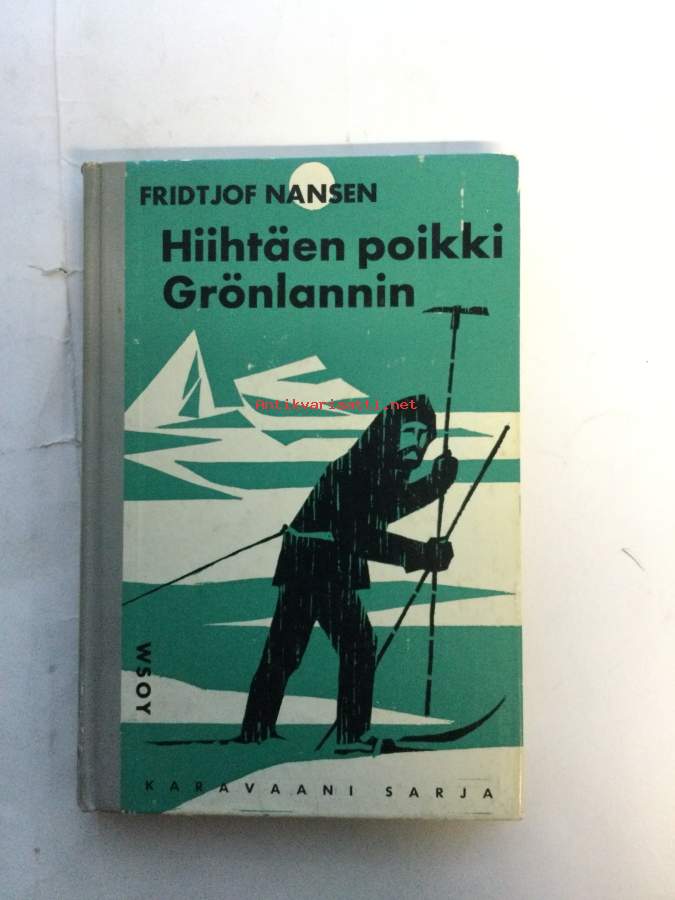 FRIDTJOF NANSEN
Hiihtäen poikki
Grönlannin
Antikvariaatti.net
WSOY
KARAVAANI SARJA